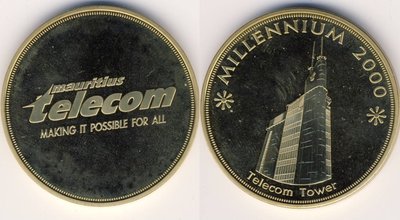 mauritius
telecom
MAKING IT POSSIBLE FOR ALL
MILLENNIUM 2000
Telecom Tower